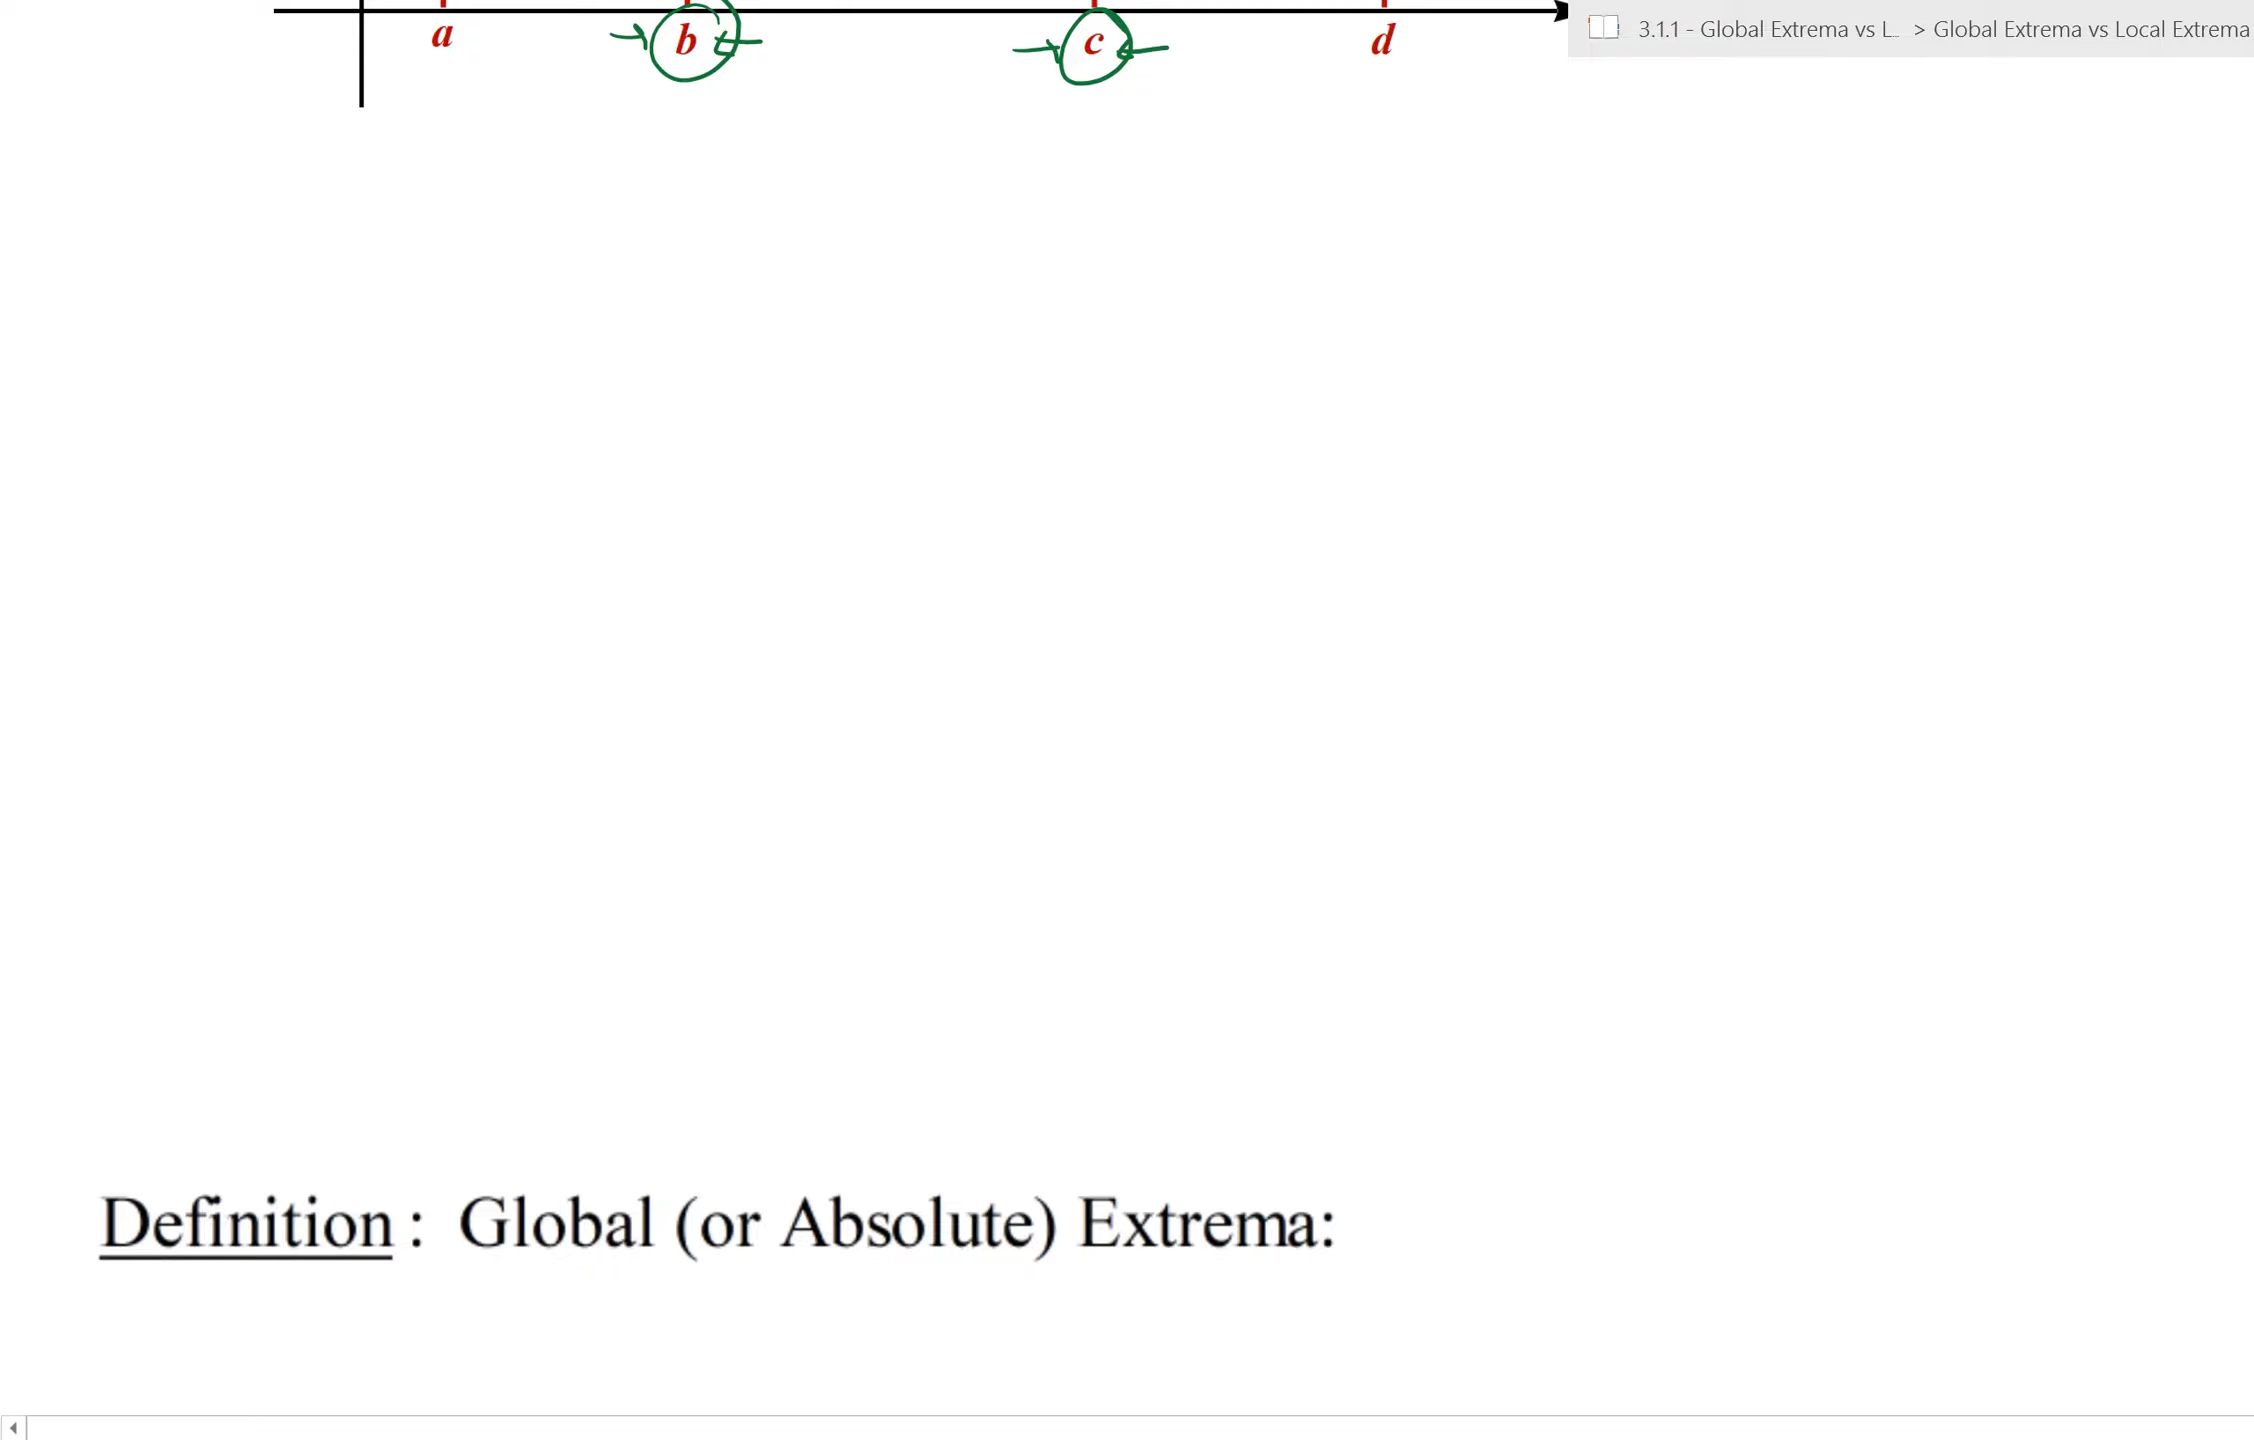 a b c d
3.1.1 - Global Extrema vs L... > Global Extrema vs Local Extrema
Definition : Global (or Absolute) Extrema: